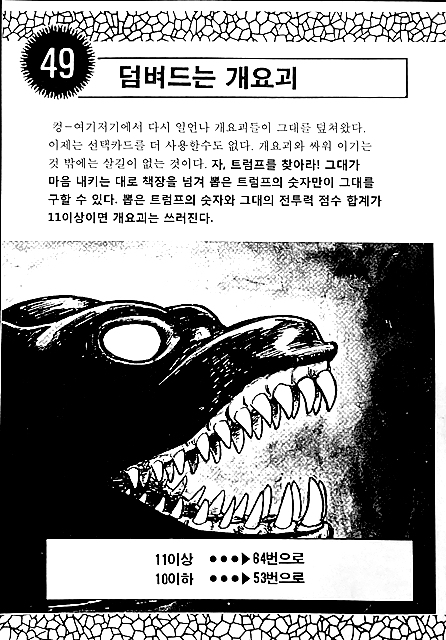 49
덤벼드는 개요괴
컹-여기저기에서 다시 일언나 개요괴들이 그대를 덮쳐왔다.
이제는 선택카드를 더 사용할수도 없다. 개요괴와 싸워 이기는
것 밖에는 살길이 없는 것이다. 자, 트럼프를 찾아라! 그대가
마음 내키는 대로 책장을 넘겨 뽑은 트럼프의 숫자만이 그대를
구할 수 있다. 뽑은 트럼프의 숫자와 그대의 전투력 점수 합계가
11이상이면 개요괴는 쓰러진다.
11이상 ●●●▶64번으로
10이하 ●●●▶53번으로